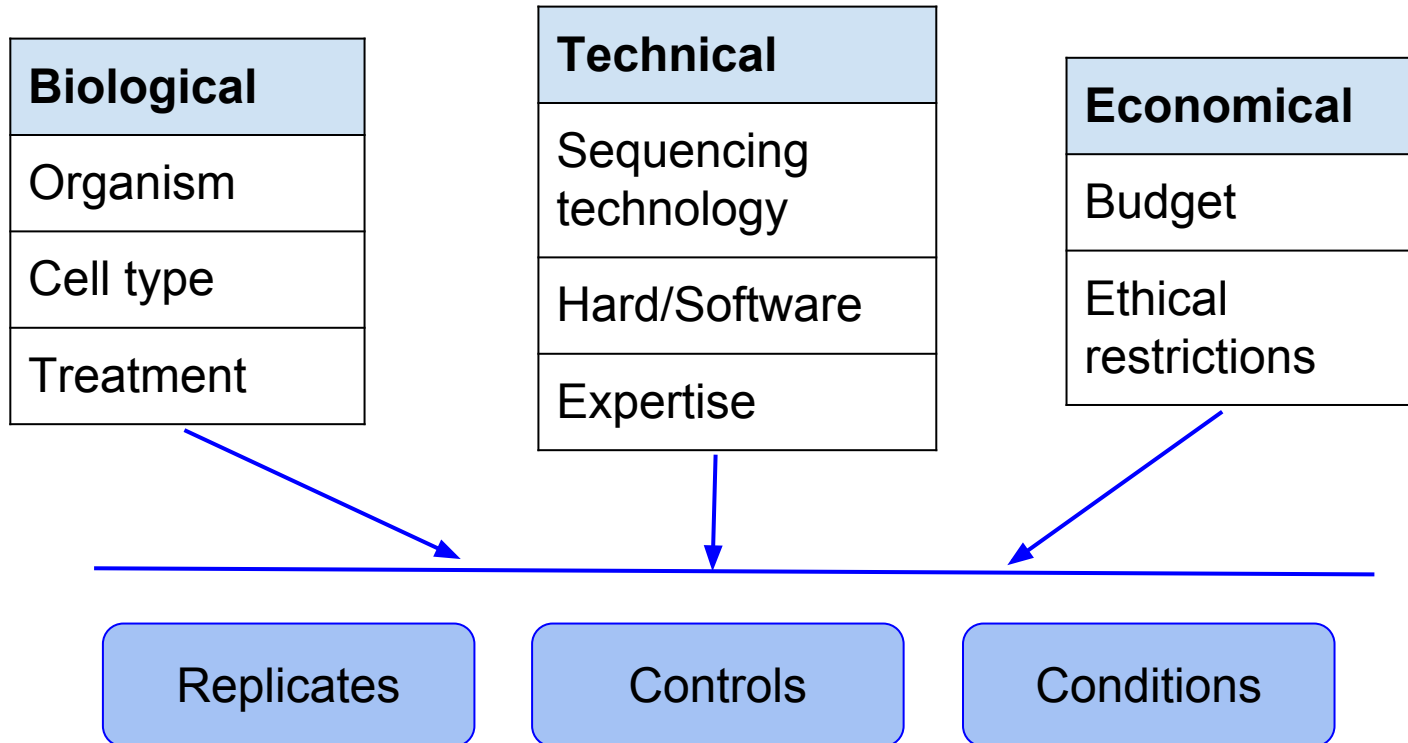 Biological
Organism
Cell type
Treatment
Technical
Sequencing
technology
Hard/Software
Expertise
Economical
Budget
Ethical
restrictions
Replicates
Controls
Conditions